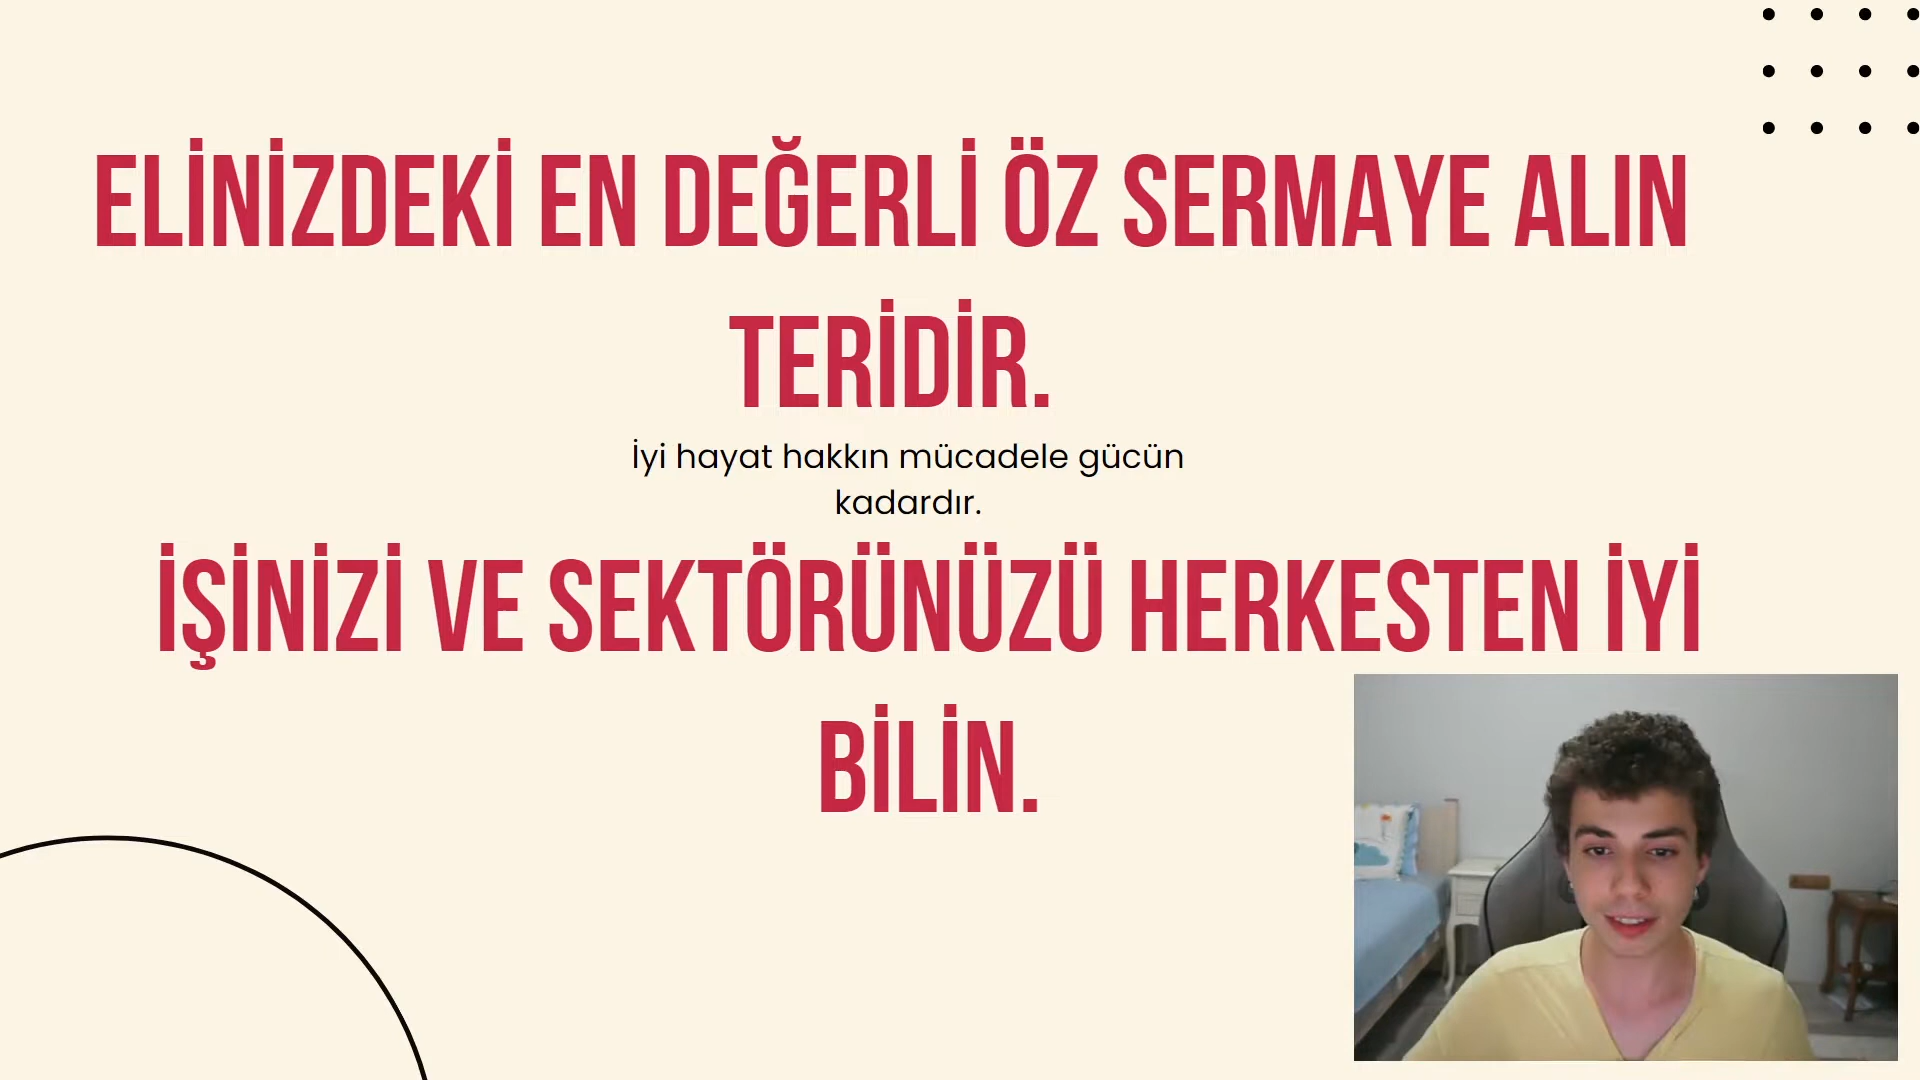 ELİNİZDEKİ EN DEĞERLİ ÖZ SERMAYE ALIN
TERİDİR.
İyi hayat hakkın mücadele gücün
kadardır.
İŞİNİZİ VE SEKTÖRÜNÜZÜ HERKESTEN İYİ
BİLİN.